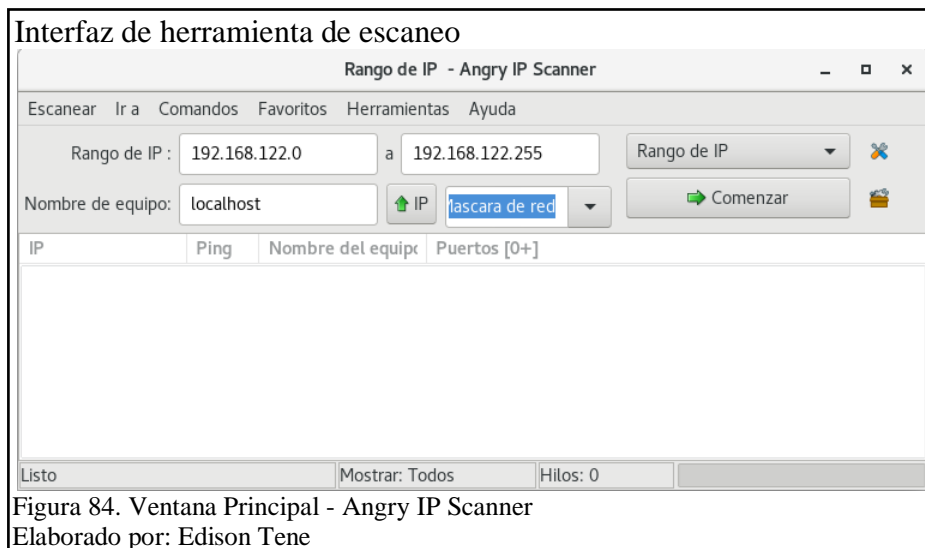 Interfaz de herramienta de escaneo
Rango de IP - Angry IP Scanner
Escanear Ir a Comandos Favoritos Herramientas Ayuda
Rango de IP : 192.168.122.0 a 192.168.122.255 Rango de IP
Nombre de equipo: localhost IP lascara de red Comenzar
IP Ping Nombre del equipo Puertos [0+]
Listo Mostrar: Todos Hilos: 0
Figura 84. Ventana Principal - Angry IP Scanner
Elaborado por: Edison Tene